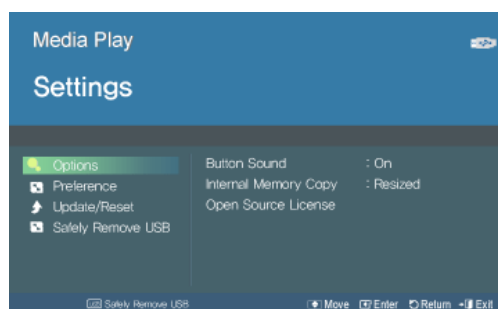 Media Play
Settings
Options
Button Sound : On
Preference
Internal Memory Copy : Resized
Update/Reset
Open Source License
Safely Remove USB
Safely Remove USB Move Enter Return Exit